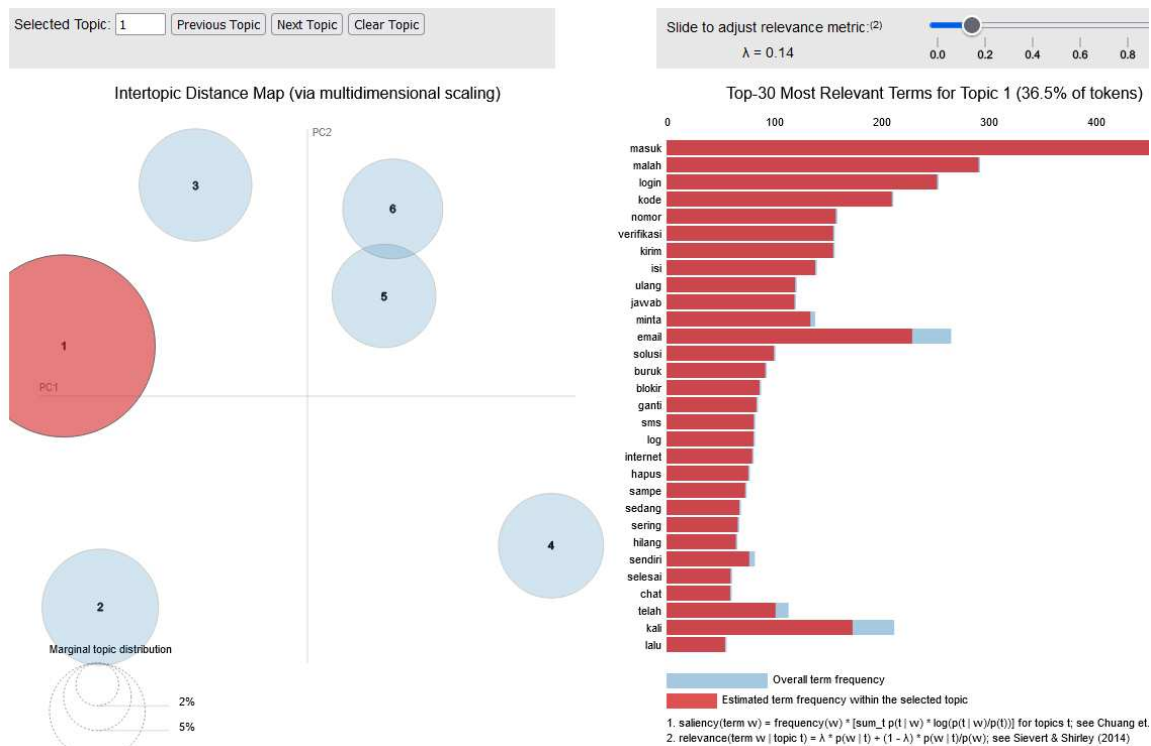 Selected Topic: 1 Previous Topic Next Topic Clear Topic
Slide to adjust relevance metric:(2)
λ = 0.14
0.0 0.2 0.4 0.6 0.8
Intertopic Distance Map (via multidimensional scaling)
PC2
PC1
3
6
5
1
4
2
Marginal topic distribution
2%
5%
Top-30 Most Relevant Terms for Topic 1 (36.5% of tokens)
0 100 200 300 400
masuk
malah
login
kode
nomor
verifikasi
kirim
isi
ulang
jawab
minta
email
solusi
buruk
blokir
ganti
sms
log
internet
hapus
sampe
sedang
sering
hilang
sendiri
selesai
chat
telah
kali
lalu
Overall term frequency
Estimated term frequency within the selected topic
1. saliency(term w) = frequency(w) * [sum_t p(t | w) * log(p(t | w)/p(t))] for topics t; see Chuang et.
2. relevance(term w | topic t) = λ * p(w | t) + (1 - λ) * p(w | t)/p(w); see Sievert & Shirley (2014)